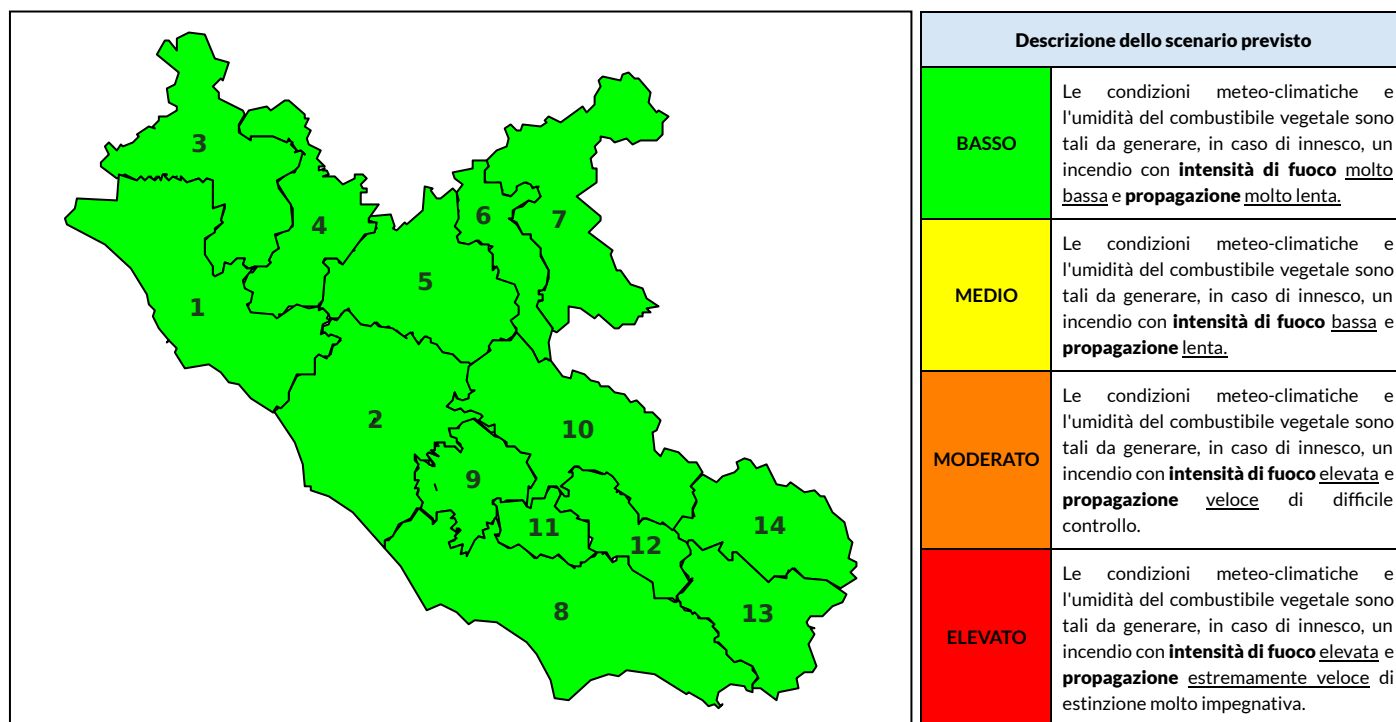 3
4
6
7
5
1
2
10
9
14
11
12
8
13
Descrizione dello scenario previsto
BASSO
Le condizioni meteo-climatiche e
l'umidità del combustibile vegetale sono
tali da generare, in caso di innesco, un
incendio con intensità di fuoco molto
bassa e propagazione molto lenta.
MEDIO
Le condizioni meteo-climatiche e
l'umidità del combustibile vegetale sono
tali da generare, in caso di innesco, un
incendio con intensità di fuoco bassa e
propagazione lenta.
MODERATO
Le condizioni meteo-climatiche e
l'umidità del combustibile vegetale sono
tali da generare, in caso di innesco, un
incendio con intensità di fuoco elevata e
propagazione veloce di difficile
controllo.
ELEVATO
Le condizioni meteo-climatiche e
l'umidità del combustibile vegetale sono
tali da generare, in caso di innesco, un
incendio con intensità di fuoco elevata e
propagazione estremamente veloce di
estinzione molto impegnativa.